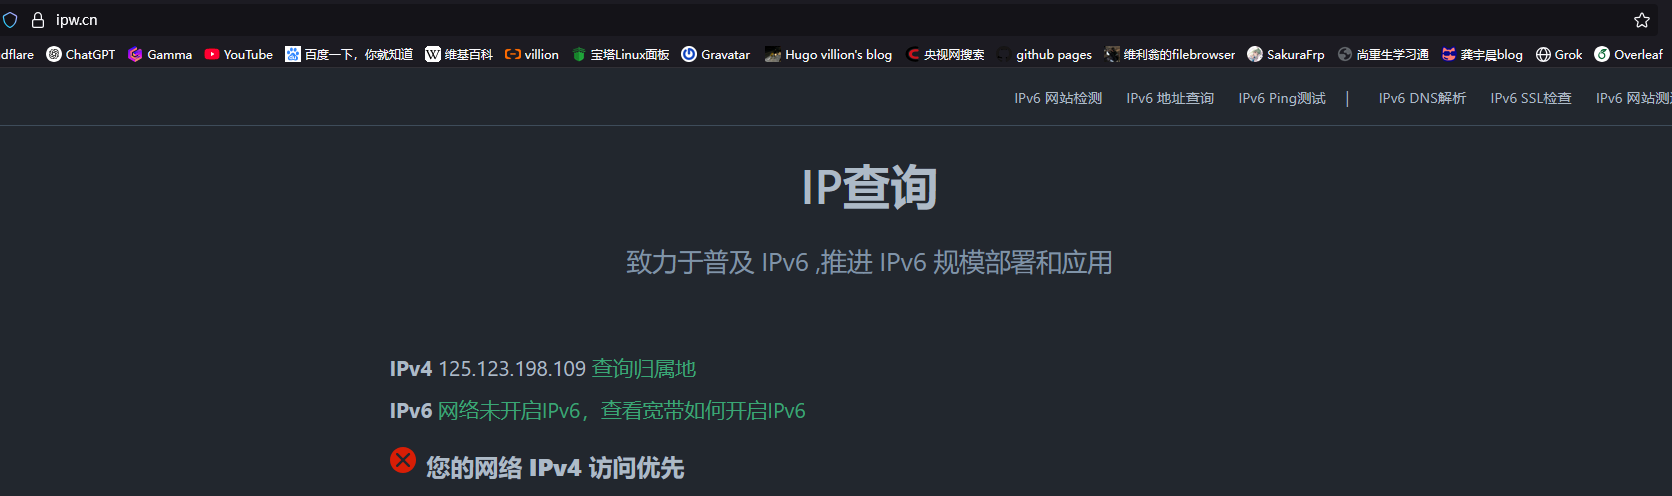 ipw.cn
dflare ChatGPT Gamma YouTube 百度一下，你就知道 维基百科 villion 宝塔Linux面板 Gravatar Hugo villion's blog 央视网搜索 github pages 维利翁的filebrowser SakuraFrp 尚重生学习通 龚宇晨blog Grok Overleaf
IPv6 网站检测 IPv6 地址查询 IPv6 Ping测试 | IPv6 DNS解析 IPv6 SSL检查 IPv6 网站测
IP查询
致力于普及 IPv6 ,推进 IPv6 规模部署和应用
IPv4 125.123.198.109 查询归属地
IPv6 网络未开启IPv6，查看宽带如何开启IPv6
您的网络 IPv4 访问优先